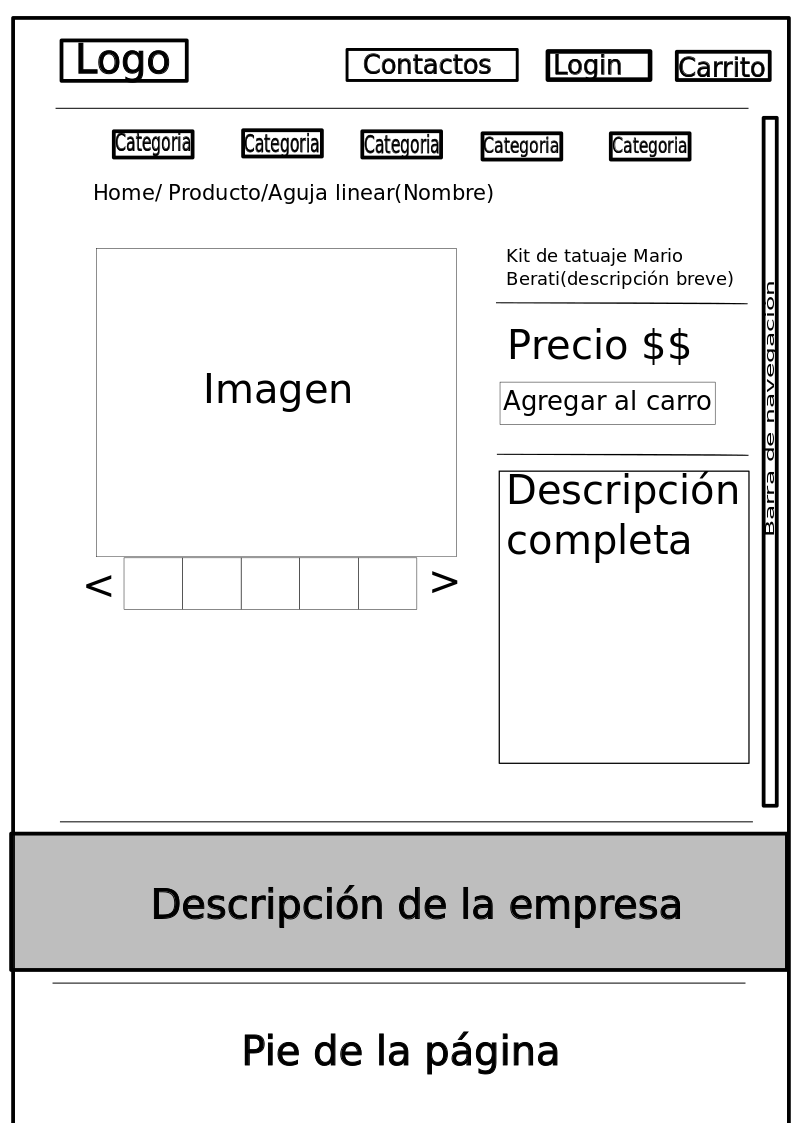 Logo
Contactos
Login
Carrito
Categoria
Categoria
Categoria
Categoria
Categoria
Home/ Producto/Aguja linear(Nombre)
Imagen
< >
Kit de tatuaje Mario
Berati(descripción breve)
Precio $$
Agregar al carro
Descripción
completa
Barra de navegacion
Descripción de la empresa
Pie de la página